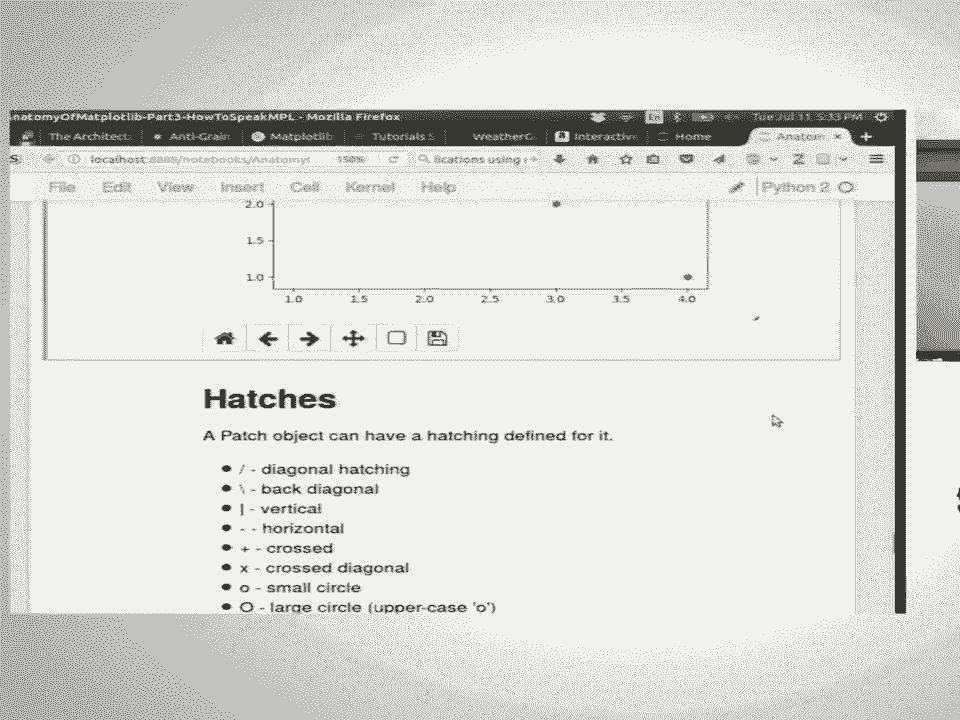 natomyOfMatplotlib-Part3-HowToSpeakMPL - Mozilla Firefox En Tue Jul 11 5:33 PM
The Architect Anti-Grain Matplotlib Tutorials WeatherG Interactive Home Anatom
localhost:8888/notebooks/Anatomy 150% lications using
File Edit View Insert Cell Kernel Help Python 2
2.0
1.5
1.0
1.0 1.5 2.0 2.5 3.0 3.5 4.0
Hatches
A Patch object can have a hatching defined for it.
/ - diagonal hatching
\ - back diagonal
| - vertical
- - horizontal
+ - crossed
x - crossed diagonal
o - small circle
O - large circle (upper-case 'o')